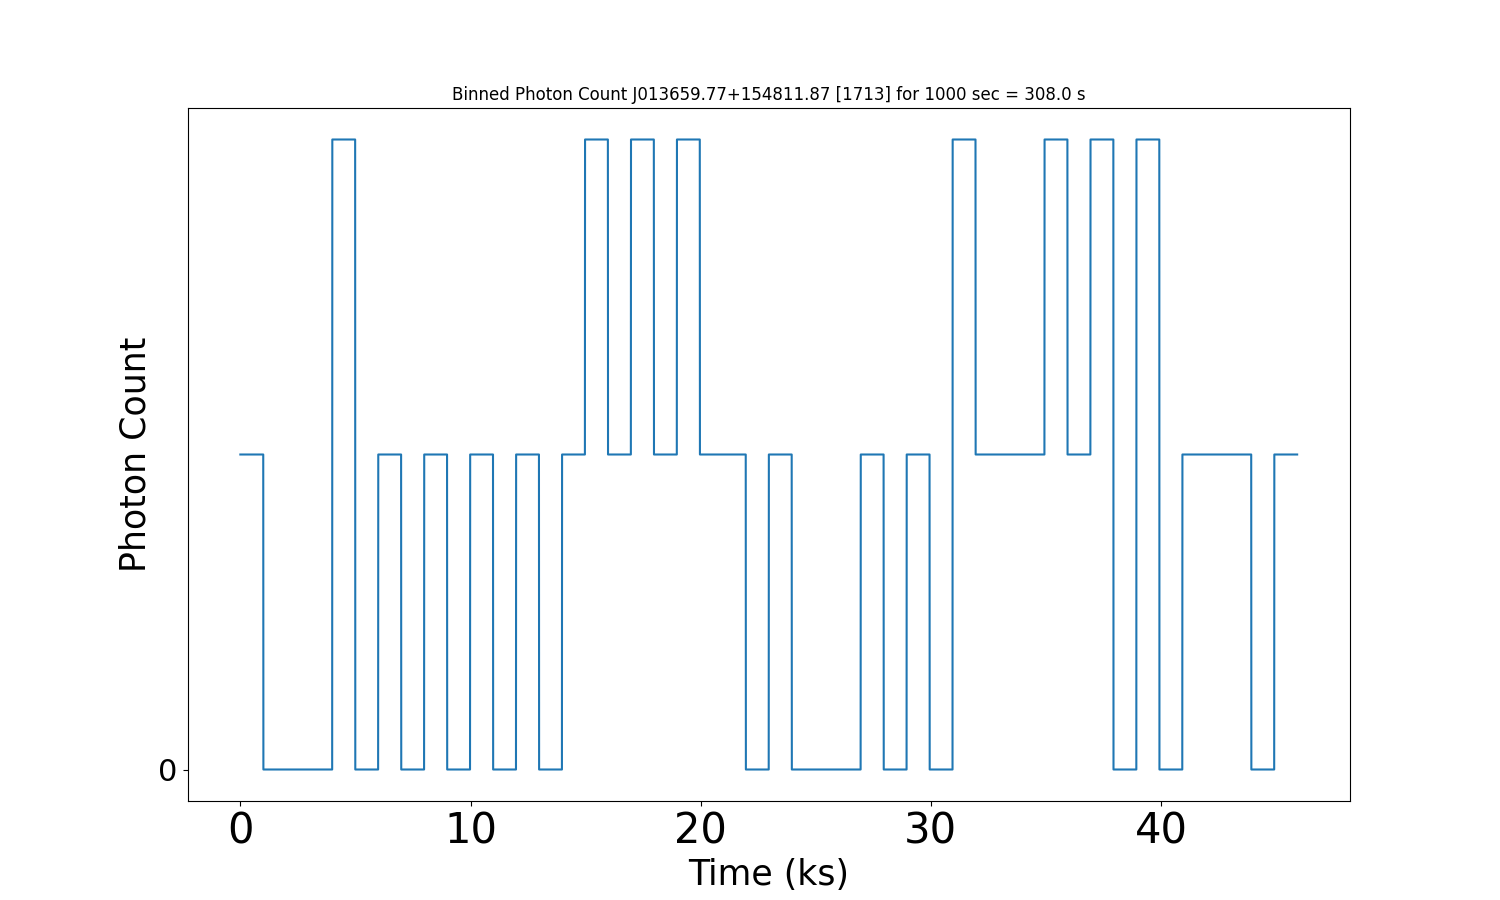 Binned Photon Count J013659.77+154811.87 [1713] for 1000 sec = 308.0 s
Photon Count
0
0 10 20 30 40
Time (ks)